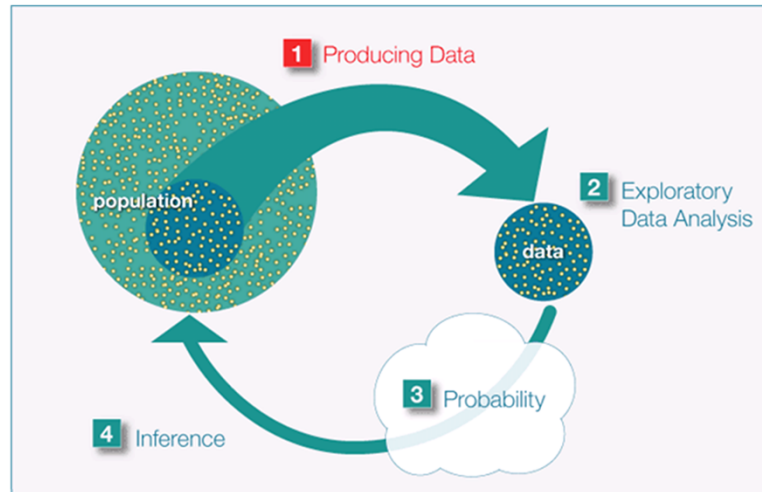 1 Producing Data
population
2 Exploratory
Data Analysis
data
3 Probability
4 Inference